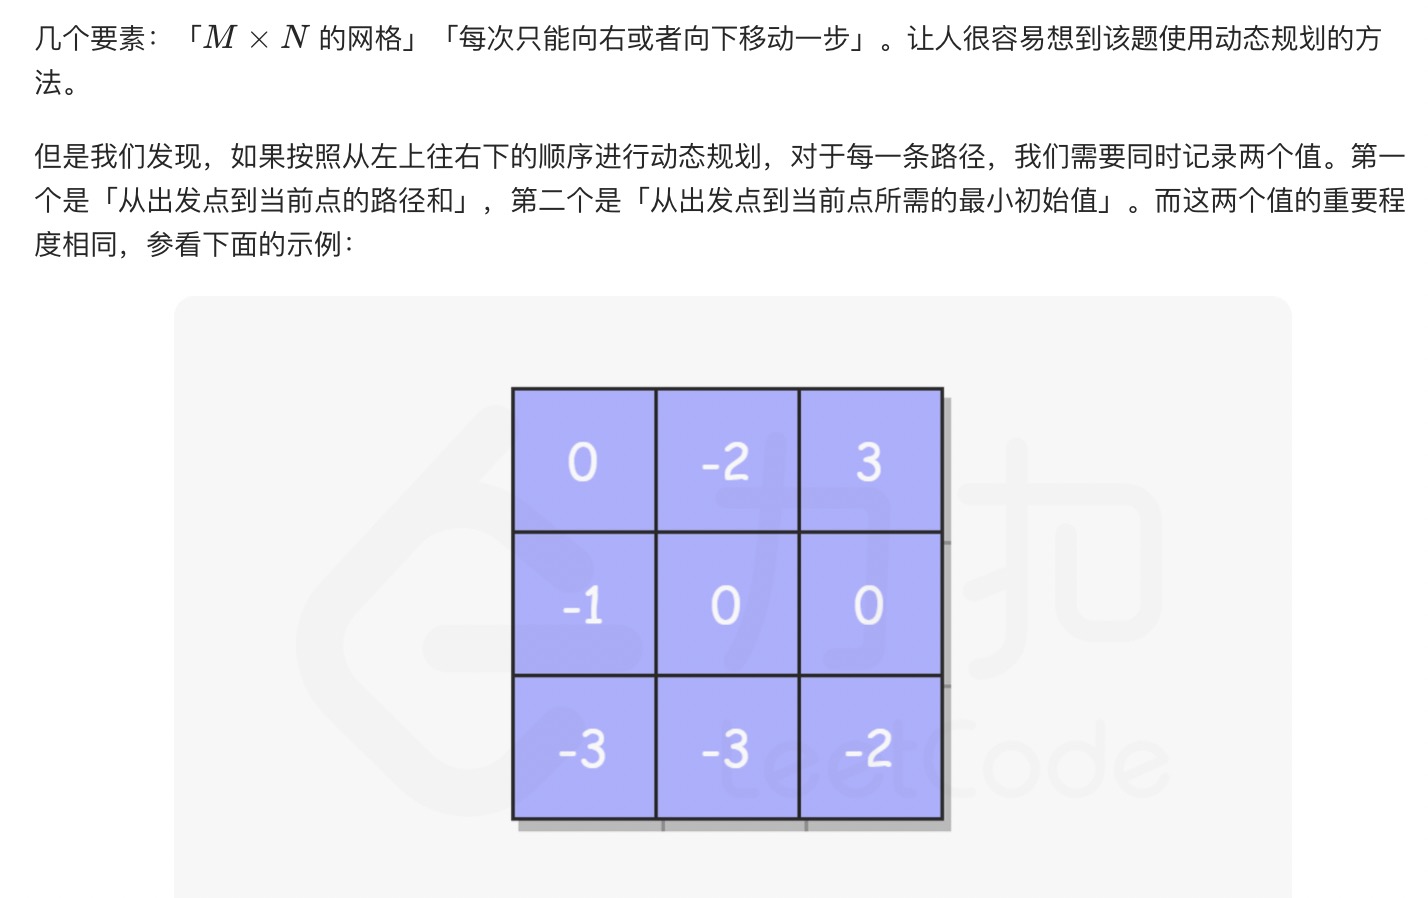 几个要素：「M × N 的网格」「每次只能向右或者向下移动一步」。让人很容易想到该题使用动态规划的方
法。
但是我们发现，如果按照从左上往右下的顺序进行动态规划，对于每一条路径，我们需要同时记录两个值。第一
个是「从出发点到当前点的路径和」，第二个是「从出发点到当前点所需的最小初始值」。而这两个值的重要程
度相同，参看下面的示例：
0 -2 3
-1 0 0
-3 -3 -2
力扣
LeetCode